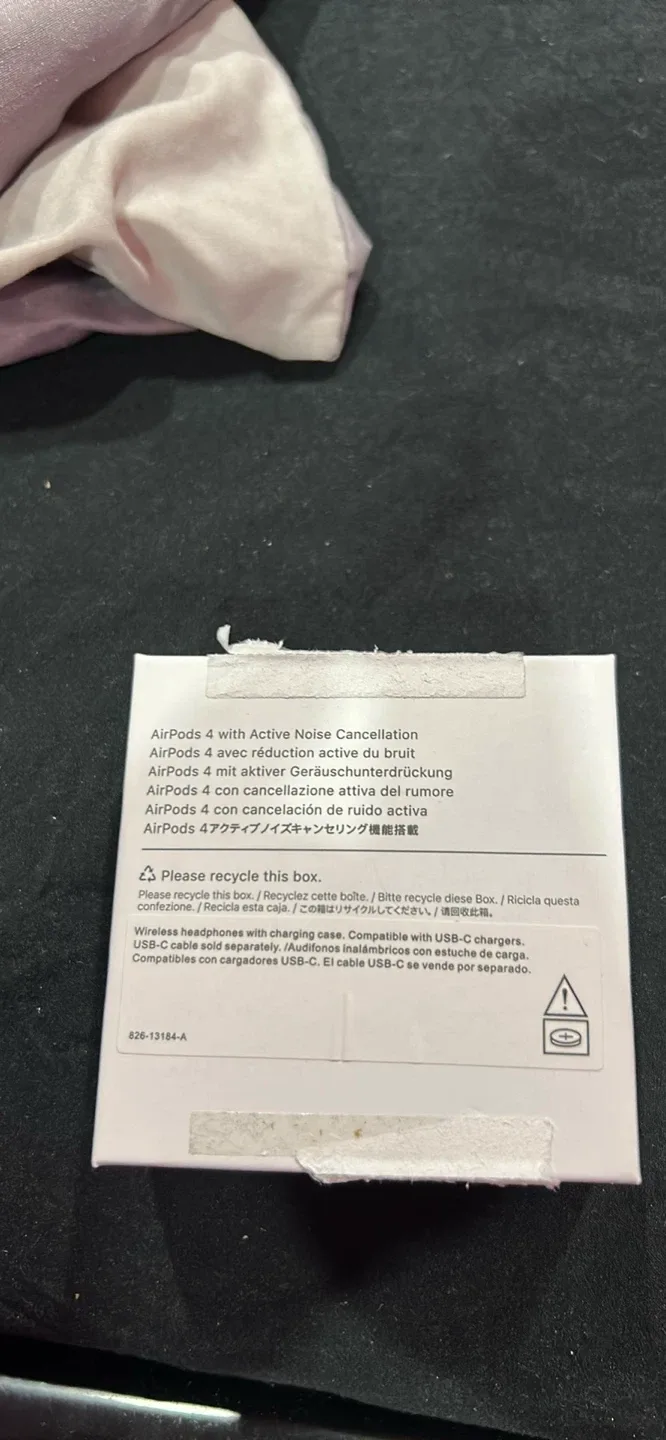 AirPods 4 with Active Noise Cancellation
AirPods 4 avec réduction active du bruit
AirPods 4 mit aktiver Geräuschunterdrückung
AirPods 4 con cancellazione attiva del rumore
AirPods 4 con cancelación de ruido activa
AirPods 4アクティブノイズキャンセリング機能搭載
Please recycle this box.
Please recycle this box. / Recyclez cette boîte. / Bitte recycle diese Box. / Ricicla questa
confezione. / Recicla esta caja. / この箱はリサイクルしてください。/ 请回收此箱。
Wireless headphones with charging case. Compatible with USB-C chargers.
USB-C cable sold separately. /Audífonos inalámbricos con estuche de carga.
Compatibles con cargadores USB-C. El cable USB-C se vende por separado.
826-13184-A